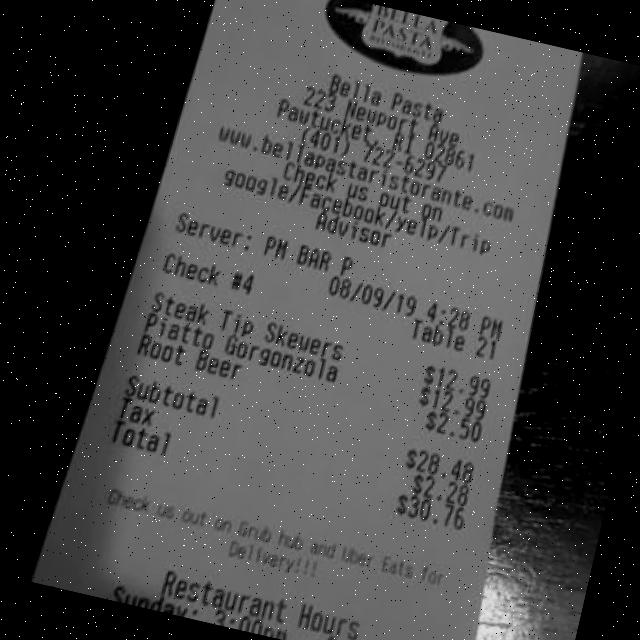 PASTA
Bella Pasta
223 Newport Ave
Pawtucket, RI 02861
(401) 722-5297
www.bellapastaristorante.com
Check us out on
google/Facebook/yelp/Trip
Advisor
Server: PM BAR P
08/09/19 4:28 PM
Check #4 Table 21
Steak Tip Skewers $12.99
Piatto Gorgonzola $12.99
Root Beer $2.50
Subtotal $28.48
Tax $2.28
Total $30.76
Check us out on Grub hub and Uber Eats for
Delivery!!!
Restaurant Hours
Sunday: 3:00pm